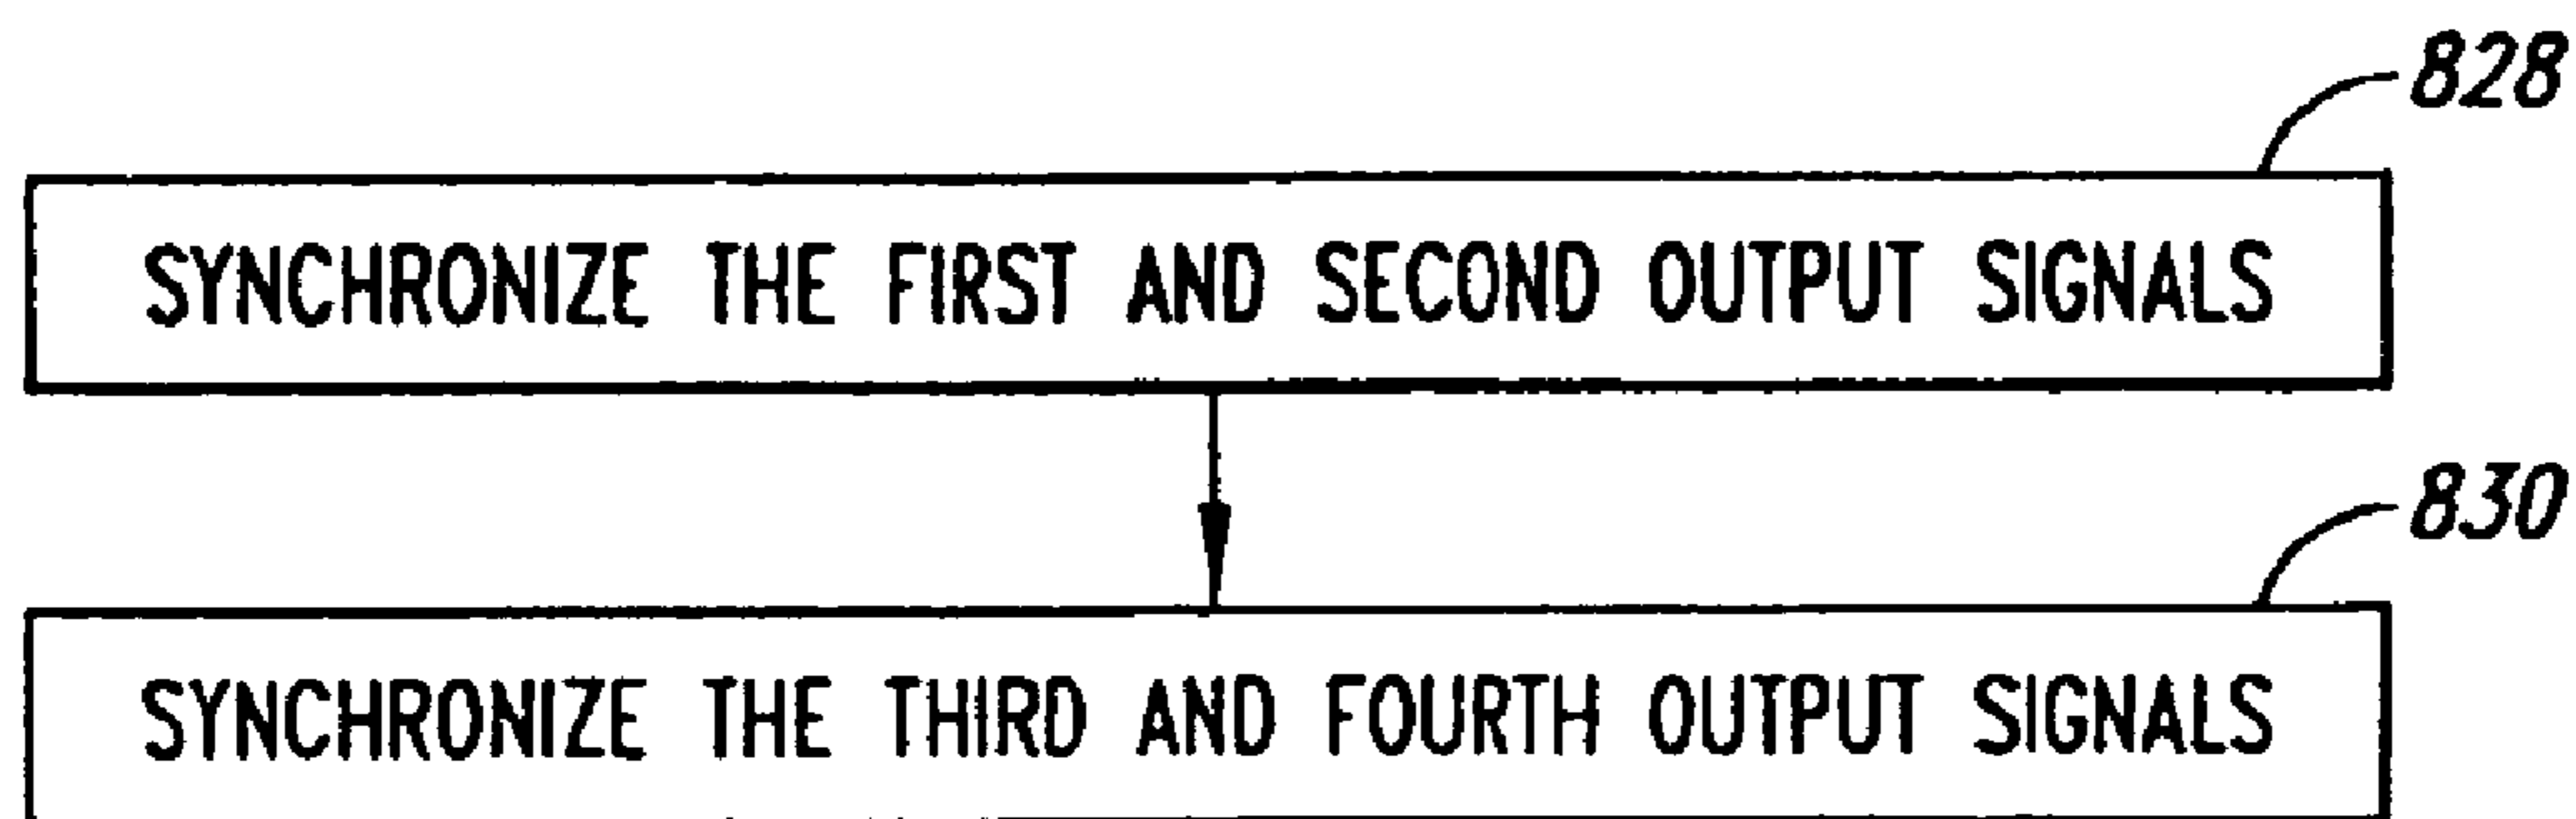 828
SYNCHRONIZE THE FIRST AND SECOND OUTPUT SIGNALS
830
SYNCHRONIZE THE THIRD AND FOURTH OUTPUT SIGNALS